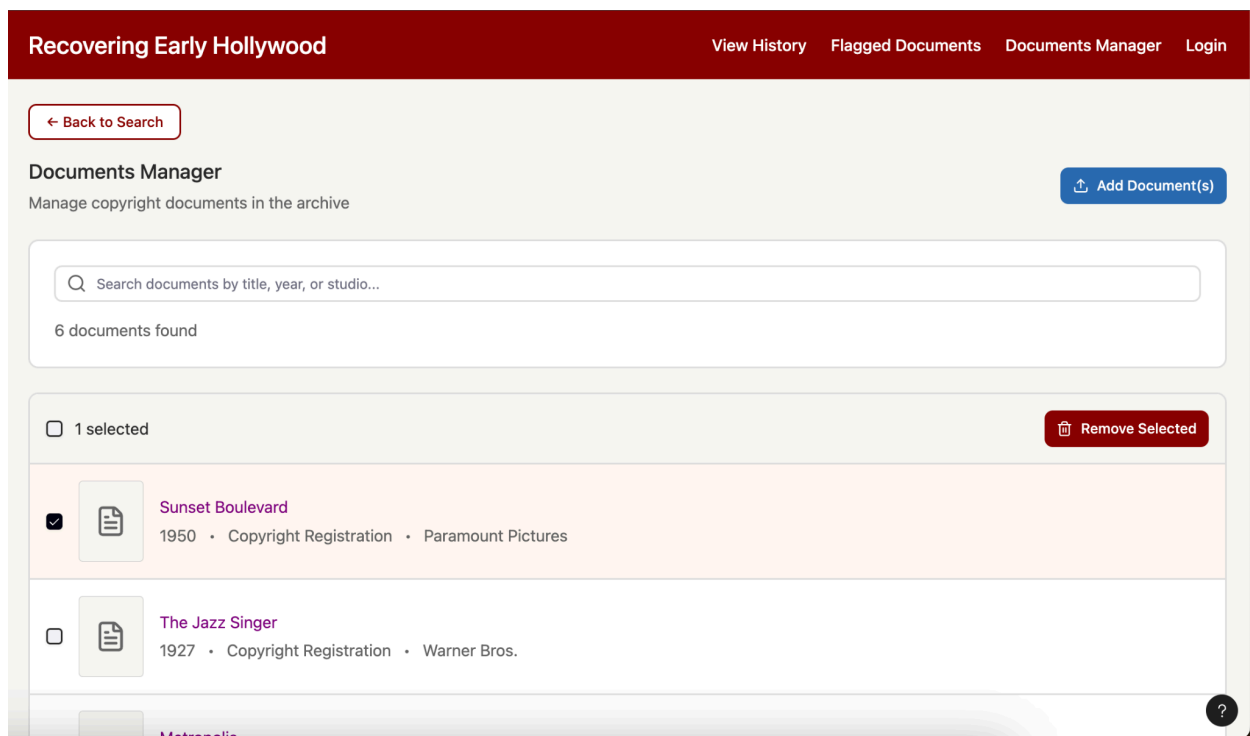 Recovering Early Hollywood
View History Flagged Documents Documents Manager Login
← Back to Search
Documents Manager
Manage copyright documents in the archive
Add Document(s)
Search documents by title, year, or studio...
6 documents found
1 selected
Remove Selected
Sunset Boulevard
1950 • Copyright Registration • Paramount Pictures
The Jazz Singer
1927 • Copyright Registration • Warner Bros.
Metropolis
?